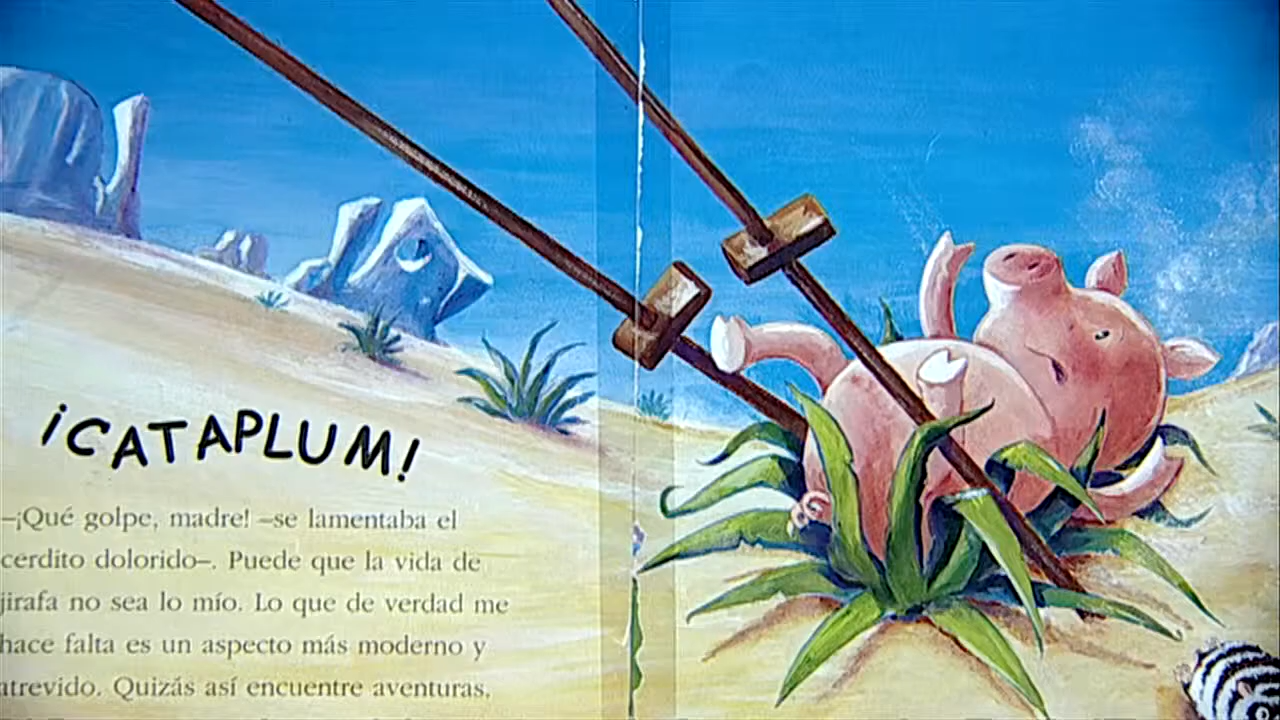 ¡CATAPLUM!
–¡Qué golpe, madre! –se lamentaba el
cerdito dolorido–. Puede que la vida de
jirafa no sea lo mío. Lo que de verdad me
hace falta es un aspecto más moderno y
atrevido. Quizás así encuentre aventuras.